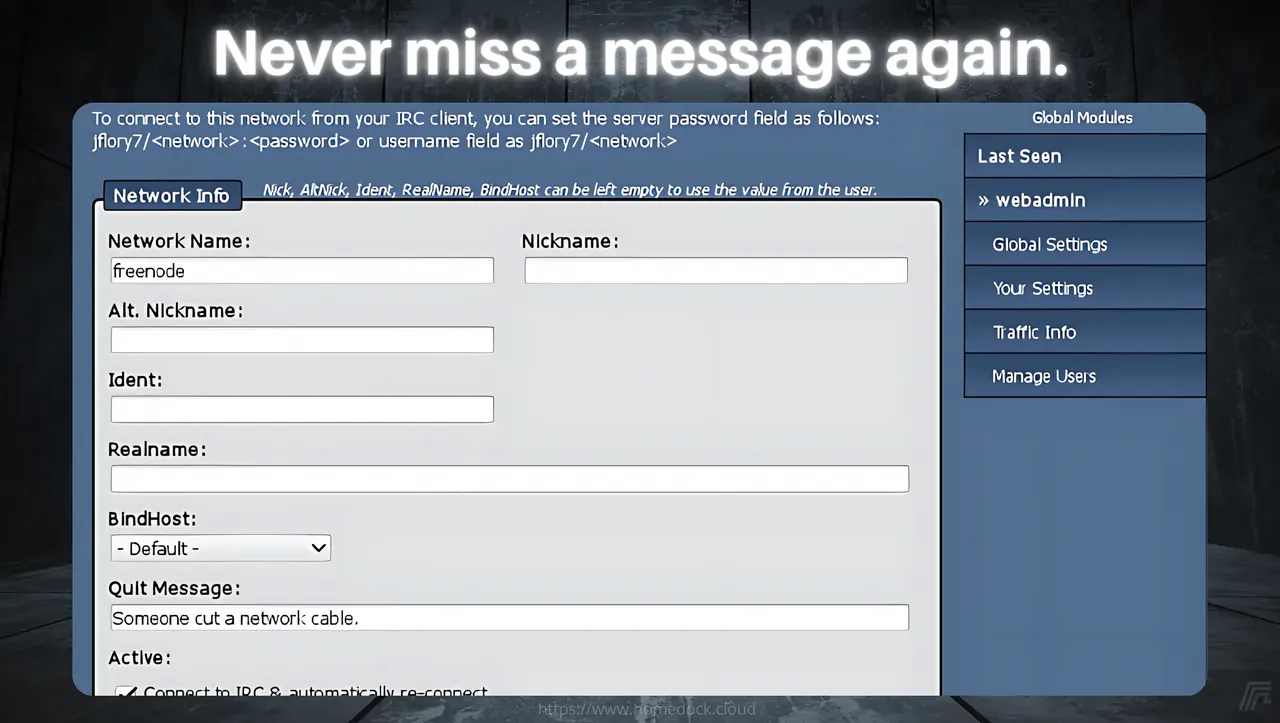 Never miss a message again.
To connect to this network from your IRC client, you can set the server password field as follows:
jflory7/<network>:<password> or username field as jflory7/<network>
Network Info
Nick, AltNick, Ident, RealName, BindHost can be left empty to use the value from the user.
Network Name:
freenode
Nickname:
Alt. Nickname:
Ident:
Realname:
BindHost:
- Default -
Quit Message:
Someone cut a network cable.
Active:
Connect to IRC & automatically re-connect
Global Modules
Last Seen
» webadmin
Global Settings
Your Settings
Traffic Info
Manage Users
https://www.homedock.cloud